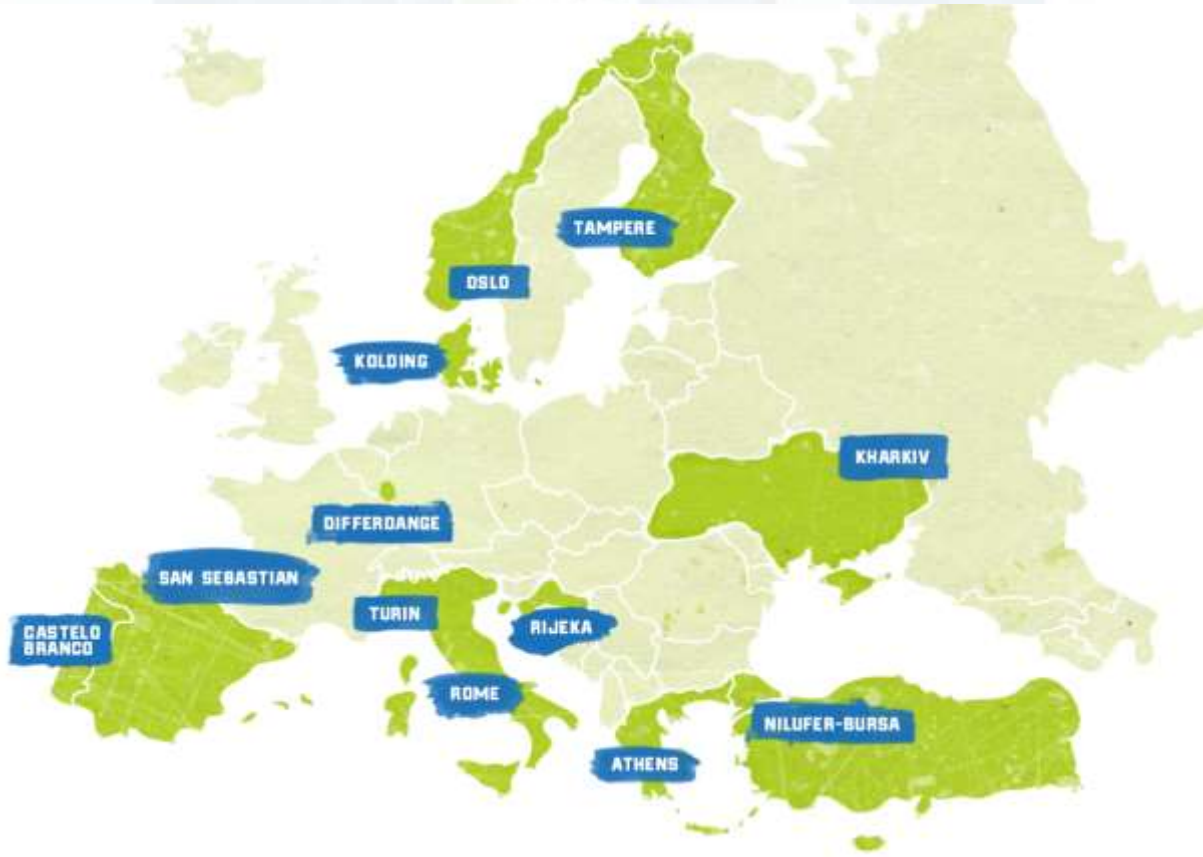 TAMPERE
OSLO
KOLDING
KHARKIV
DIFFERDANGE
SAN SEBASTIAN
TURIN
RIJEKA
CASTELO
BRANCO
ROME
NILUFER-BURSA
ATHENS